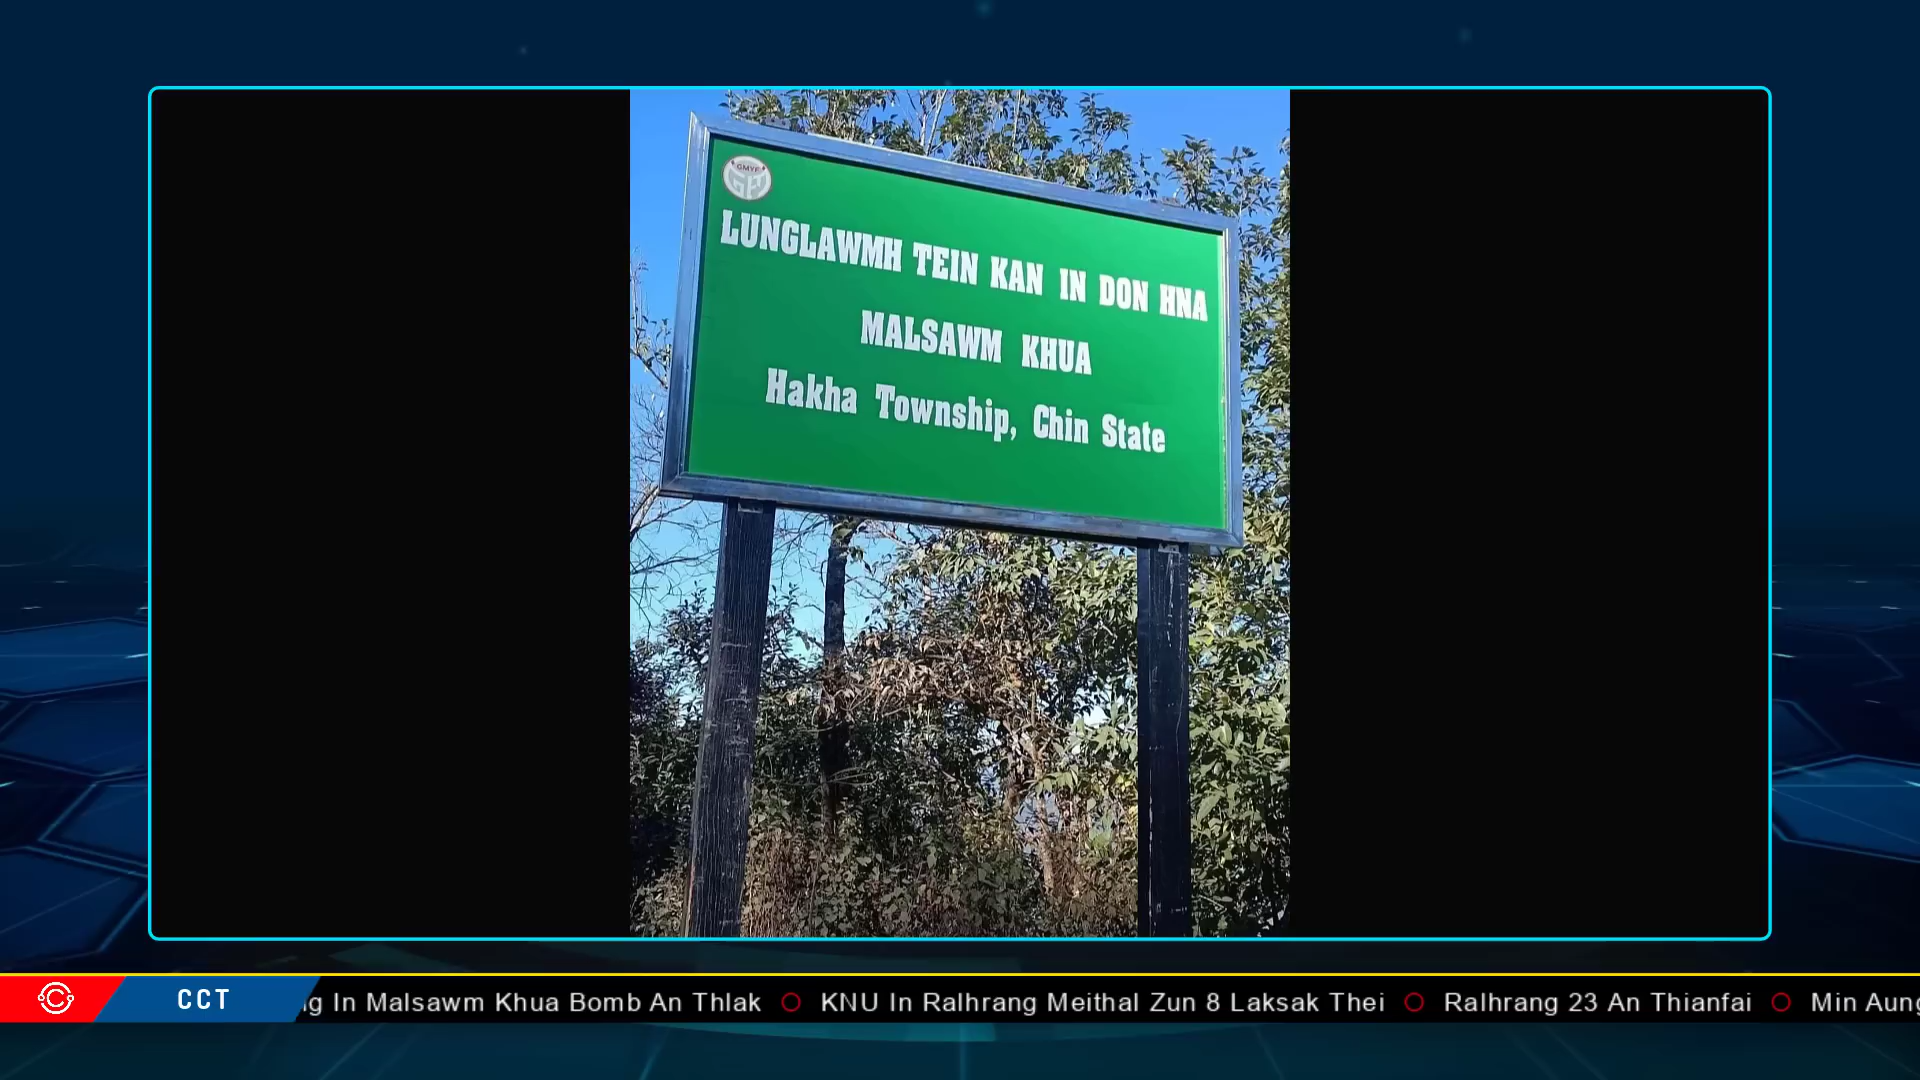 GMYF
LUNGLAWMH TEIN KAN IN DON HNA
MALSAWM KHUA
Hakha Township, Chin State
CCT
In Malsawm Khua Bomb An Thlak
KNU In Ralhrang Meithal Zun 8 Laksak Thei
Ralhrang 23 An Thianfai
Min Aung